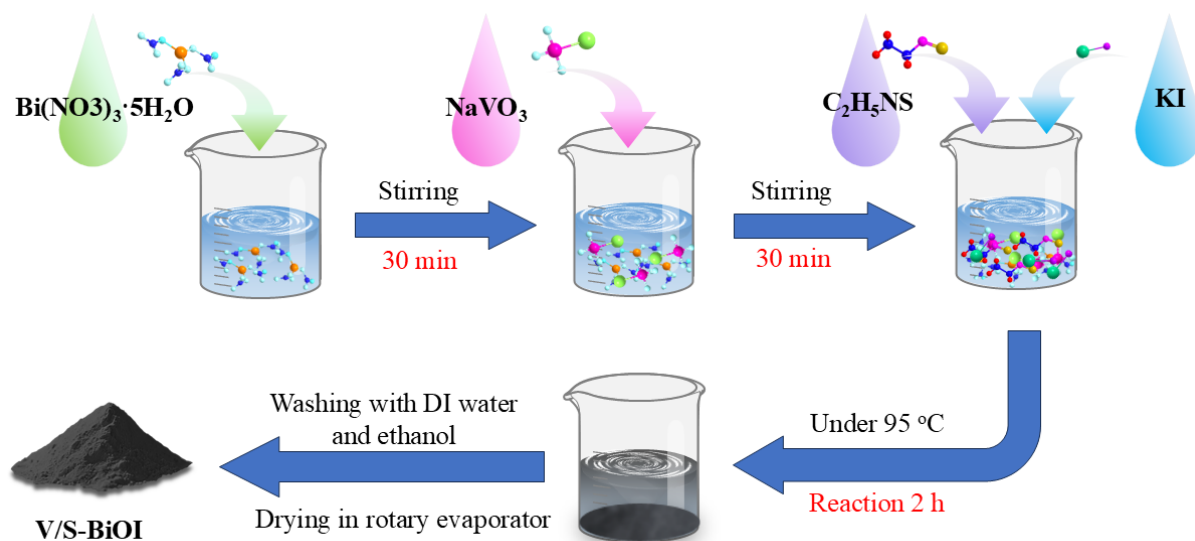 Bi(NO3)₃·5H₂O
NaVO₃
C₂H₅NS
KI
Stirring
30 min
Stirring
30 min
Under 95 ᵒC
Reaction 2 h
Washing with DI water
and ethanol
Drying in rotary evaporator
V/S-BiOI